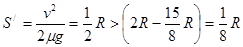 S′ = v²/2μg = 1/2 R > (2R − 15/8 R) = 1/8 R